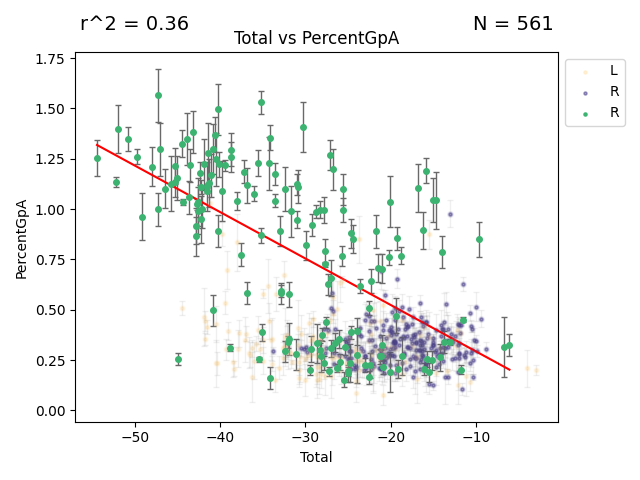 r^2 = 0.36
N = 561
Total vs PercentGpA
L
R
R
PercentGpA
1.75
1.50
1.25
1.00
0.75
0.50
0.25
0.00
−50
−40
−30
−20
−10
Total